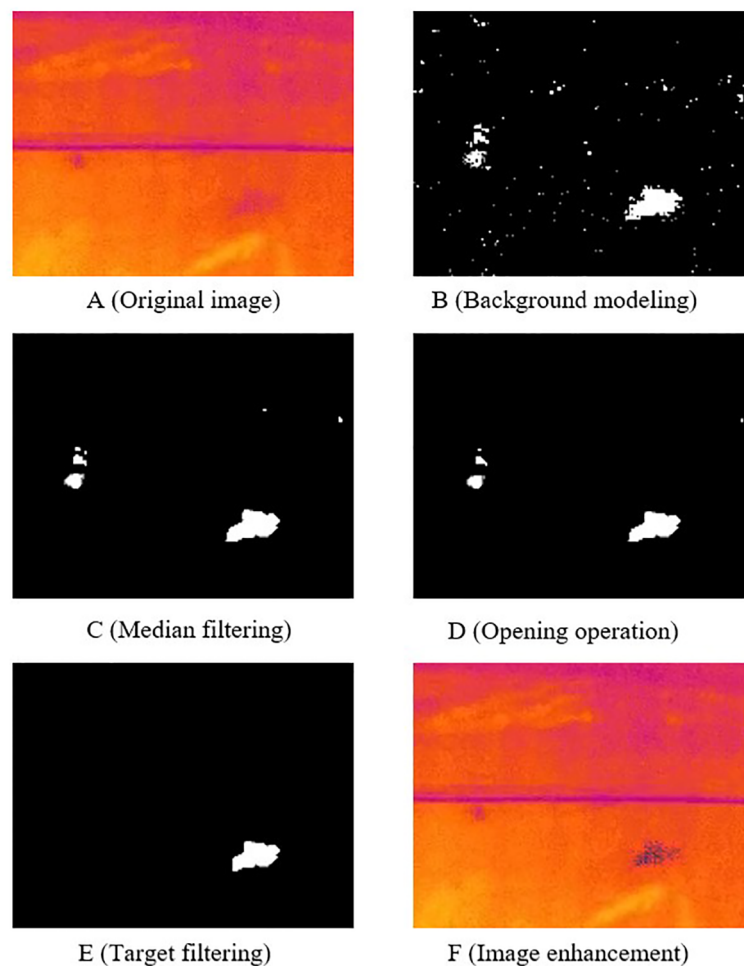 A (Original image)
B (Background modeling)
C (Median filtering)
D (Opening operation)
E (Target filtering)
F (Image enhancement)